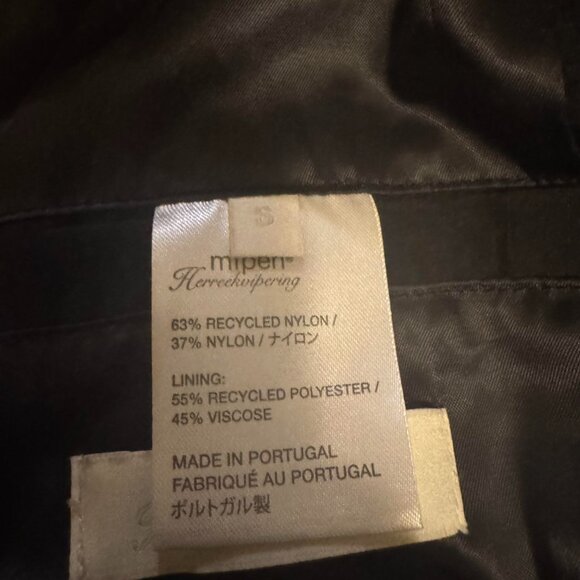 S
mfpen®
Herreekvipering
63% RECYCLED NYLON /
37% NYLON / ナイロン
LINING:
55% RECYCLED POLYESTER /
45% VISCOSE
MADE IN PORTUGAL
FABRIQUÉ AU PORTUGAL
ポルトガル製